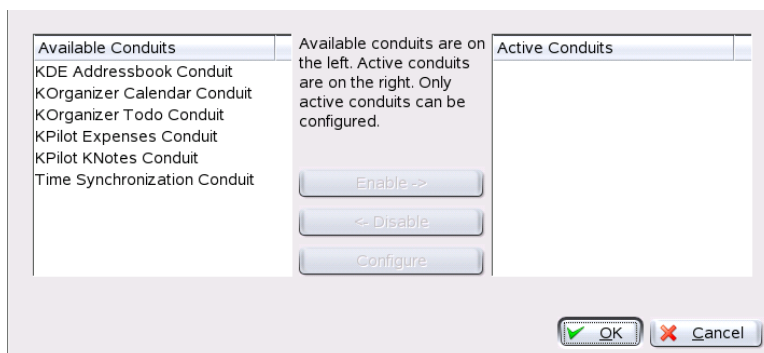 Available Conduits
KDE Addressbook Conduit
KOrganizer Calendar Conduit
KOrganizer Todo Conduit
KPilot Expenses Conduit
KPilot KNotes Conduit
Time Synchronization Conduit
Available conduits are on
the left. Active conduits
are on the right. Only
active conduits can be
configured.
Enable ->
<- Disable
Configure
Active Conduits
OK
Cancel